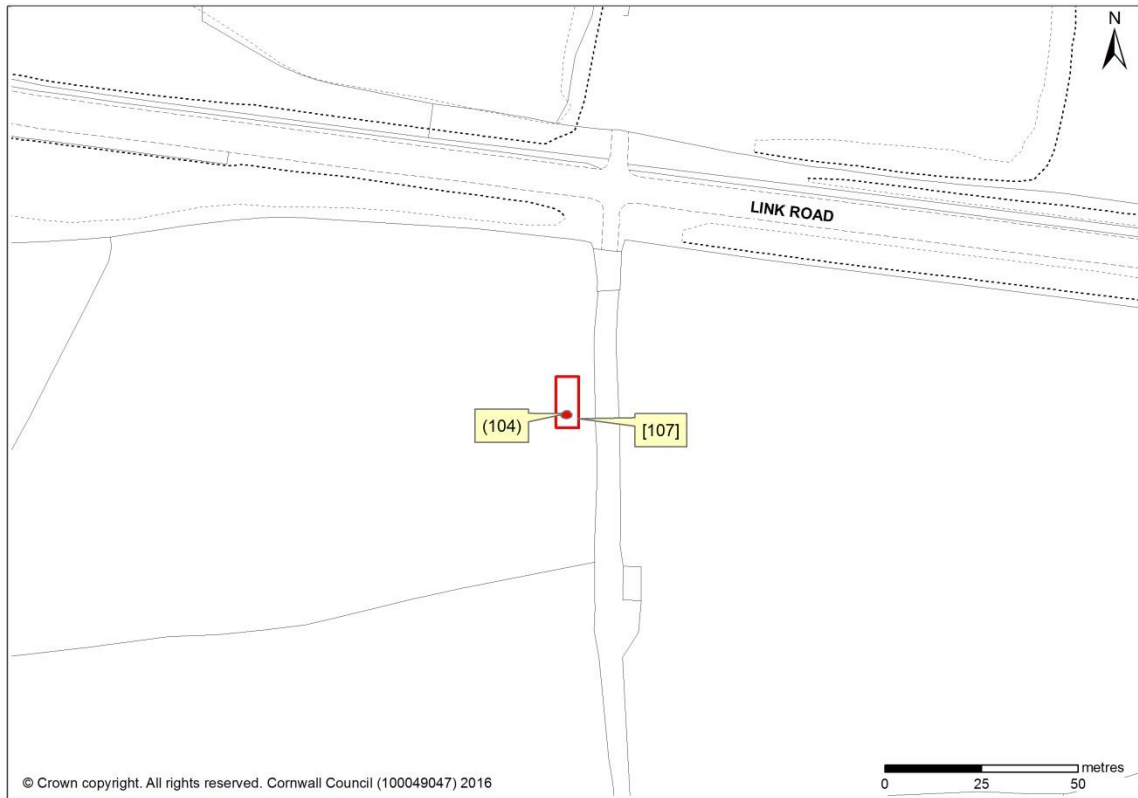 N
LINK ROAD
(104)
[107]
© Crown copyright. All rights reserved. Cornwall Council (100049047) 2016
metres
0 25 50